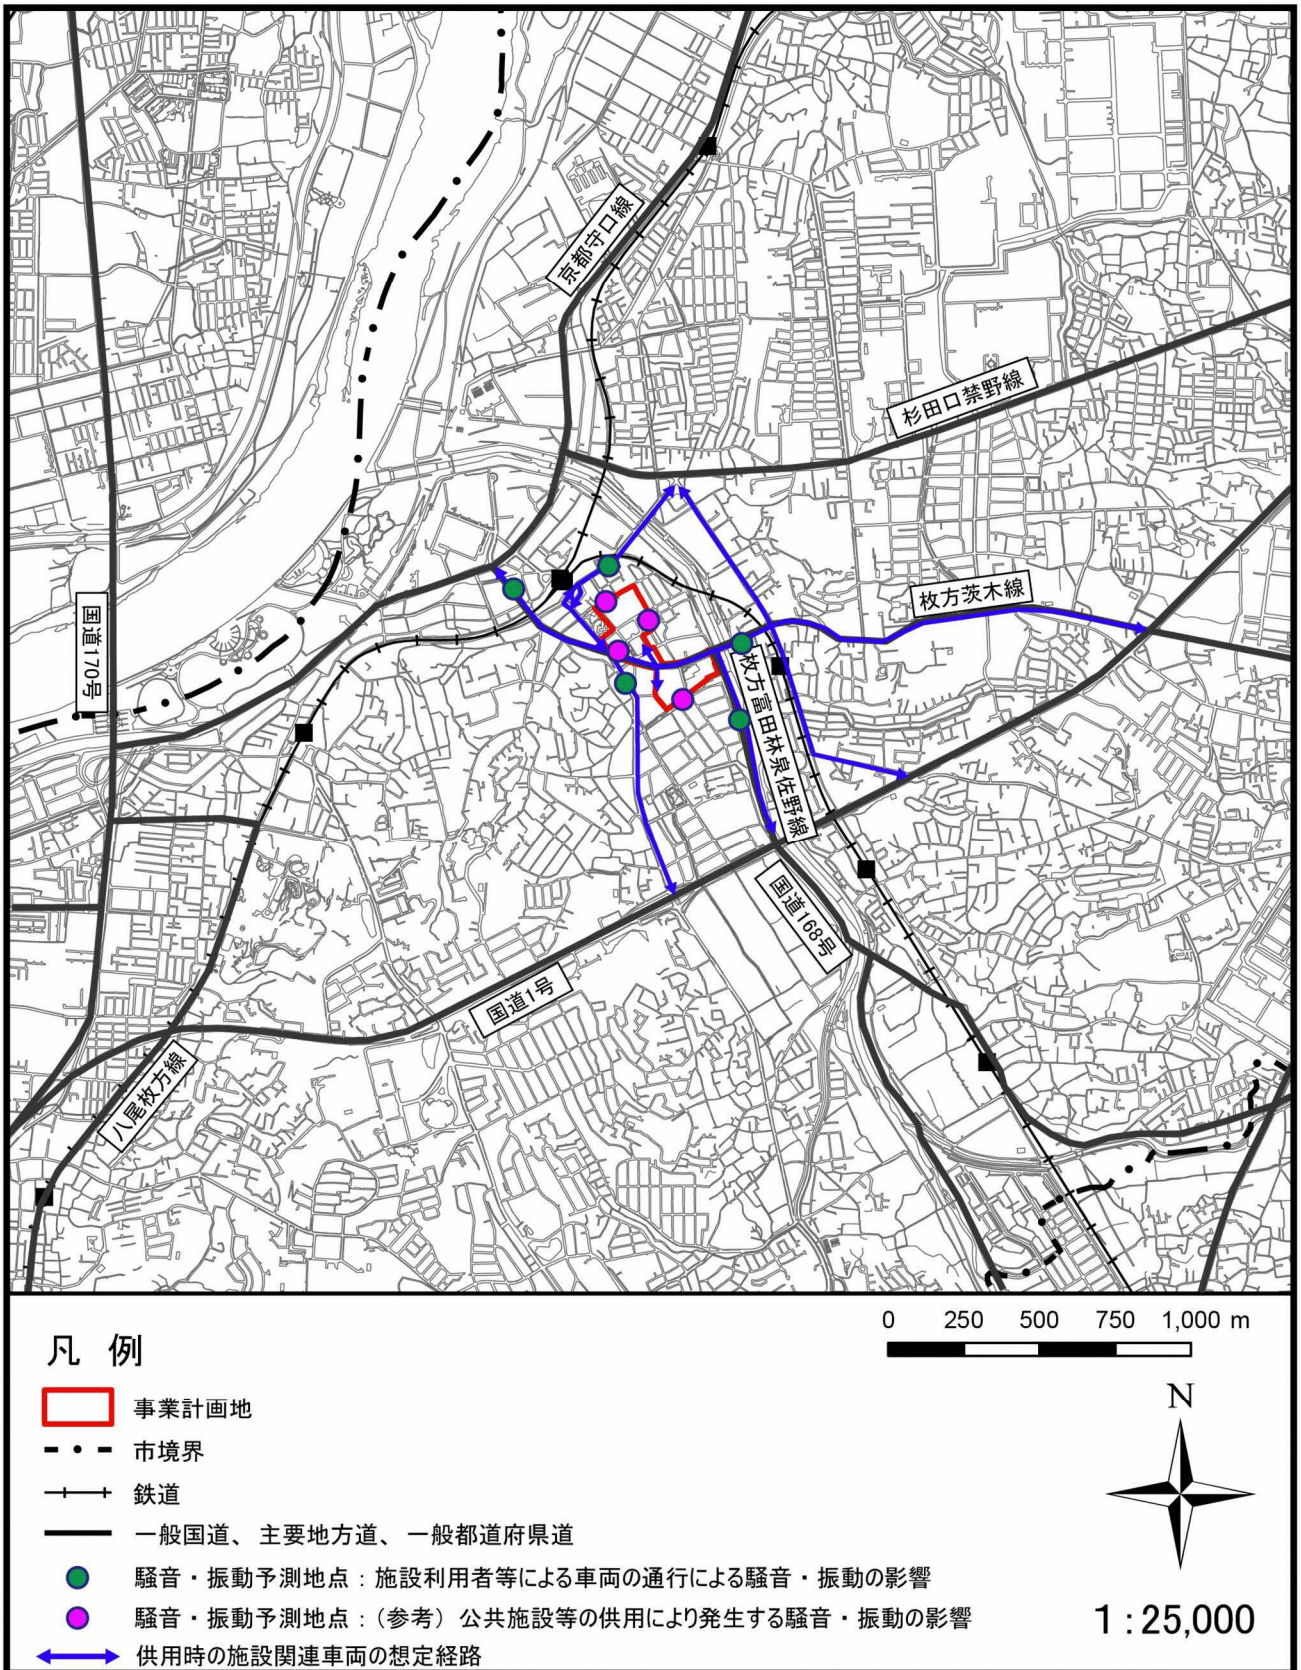 京都守口線
杉田口禁野線
枚方茨木線
国道170号
枚方富田林泉佐野線
国道168号
国道1号
八尾枚方線
0 250 500 750 1,000 m
凡 例
事業計画地
市境界
鉄道
一般国道、主要地方道、一般都道府県道
騒音・振動予測地点：施設利用者等による車両の通行による騒音・振動の影響
騒音・振動予測地点：（参考）公共施設等の供用により発生する騒音・振動の影響
供用時の施設関連車両の想定経路
N
1：25,000